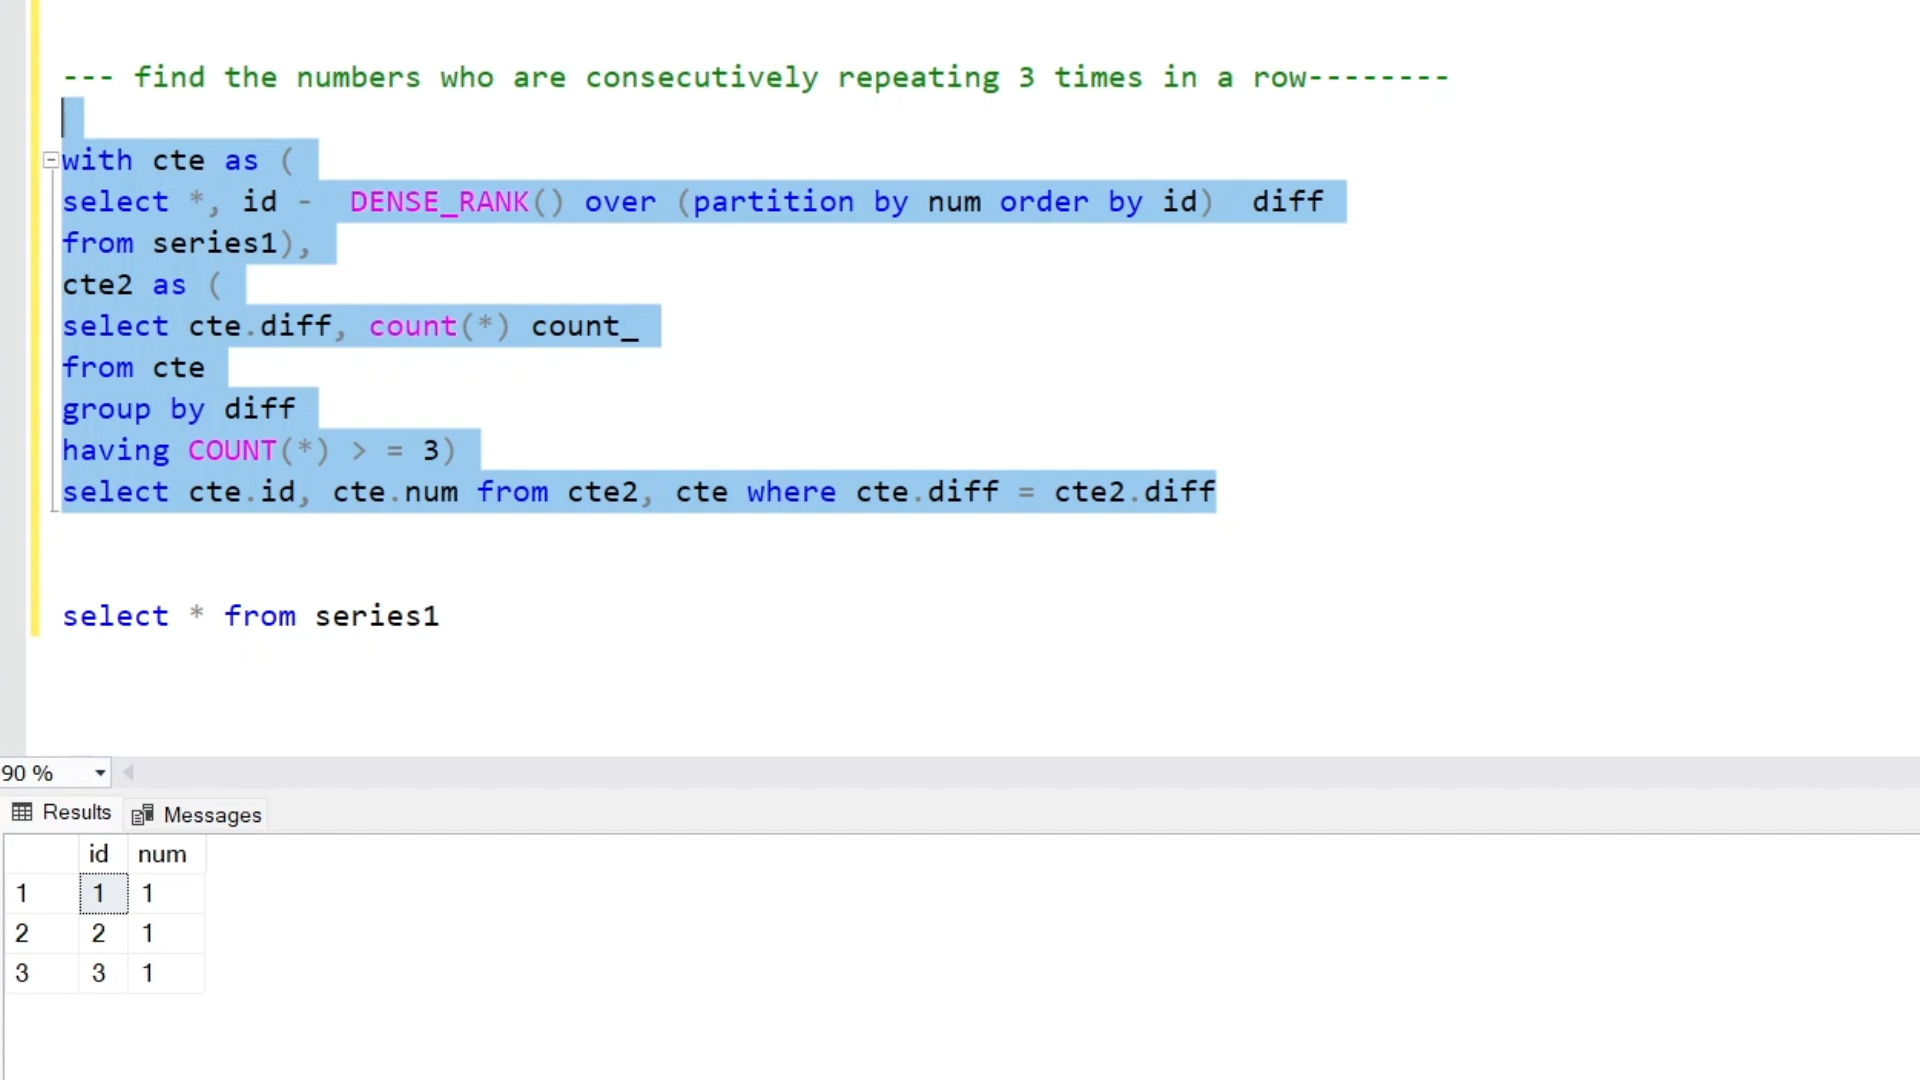 --- find the numbers who are consecutively repeating 3 times in a row--------
with cte as (
select *, id - DENSE_RANK() over (partition by num order by id) diff
from series1),
cte2 as (
select cte.diff, count(*) count_
from cte
group by diff
having COUNT(*) > = 3)
select cte.id, cte.num from cte2, cte where cte.diff = cte2.diff
select * from series1
90 %
Results Messages
id num
1 1 1
2 2 1
3 3 1